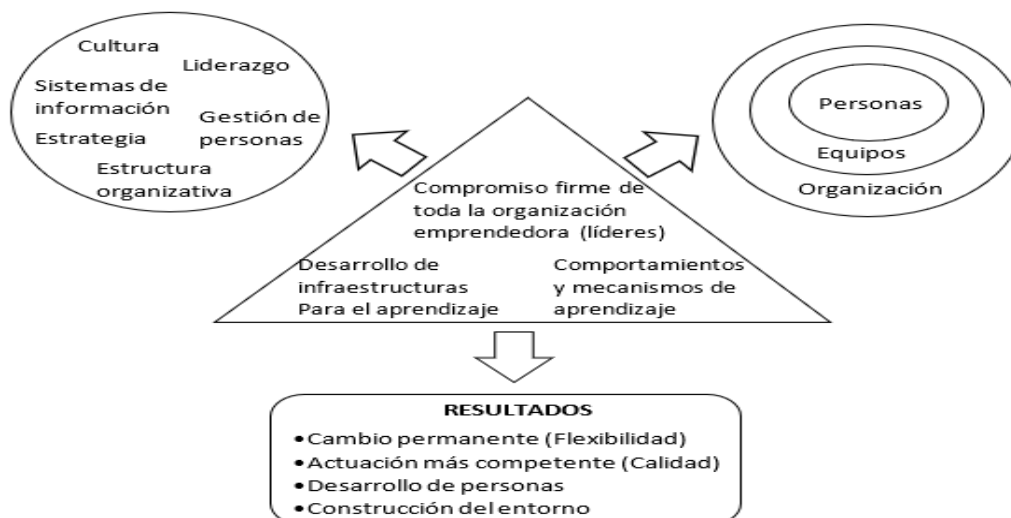 Cultura
Liderazgo
Sistemas de
información
Gestión de
personas
Estrategia
Estructura
organizativa
Personas
Equipos
Organización
Compromiso firme de
toda la organización
emprendedora (líderes)
Desarrollo de
infraestructuras
Para el aprendizaje
Comportamientos
y mecanismos de
aprendizaje
RESULTADOS
•Cambio permanente (Flexibilidad)
•Actuación más competente (Calidad)
•Desarrollo de personas
•Construcción del entorno